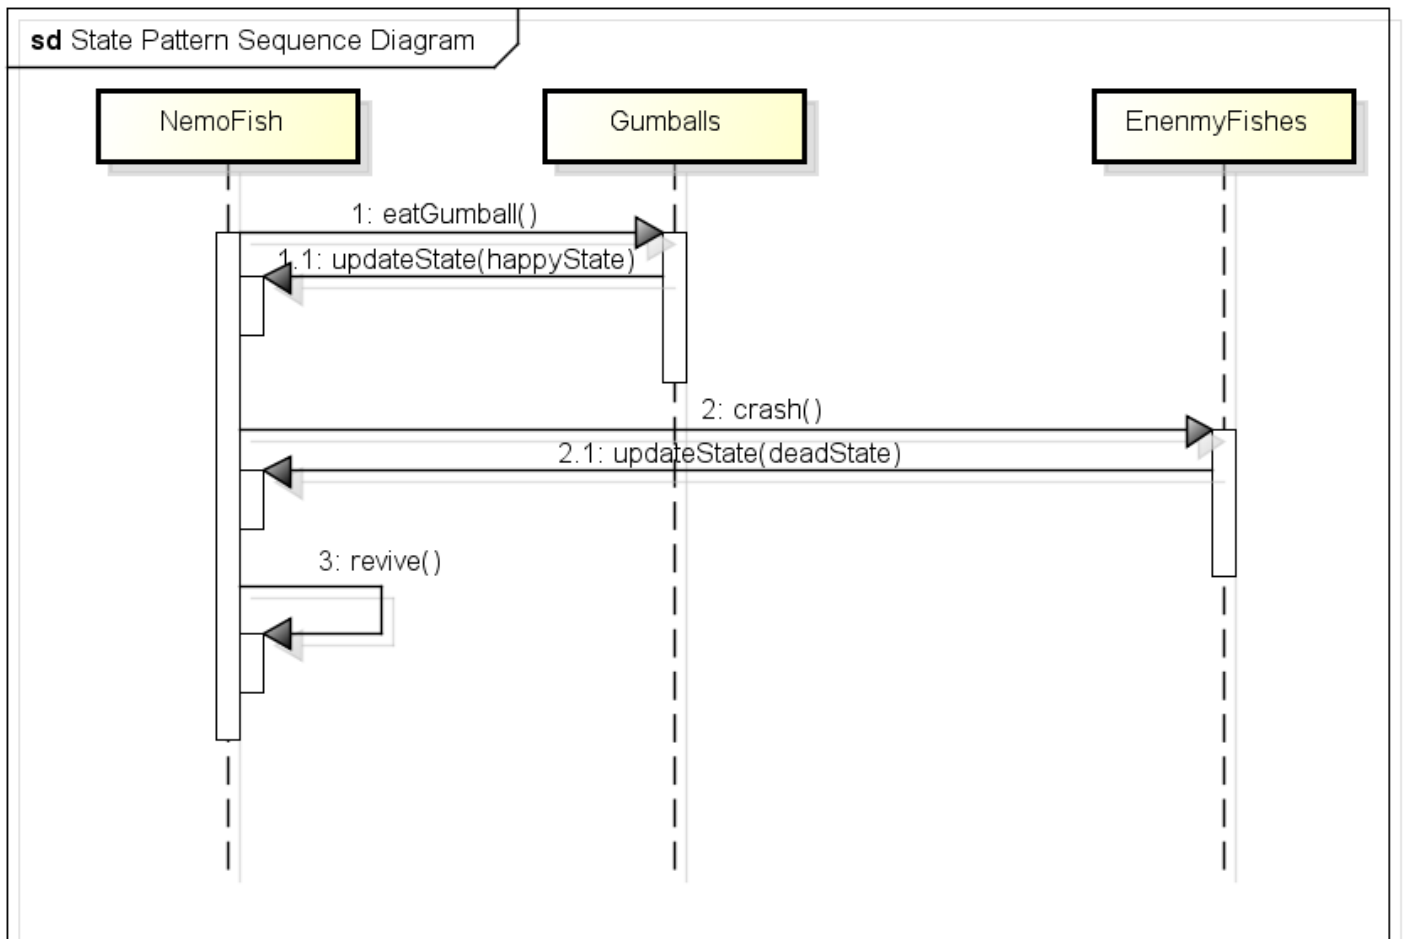 sd State Pattern Sequence Diagram
NemoFish
Gumballs
EnenmyFishes
1: eatGumball()
1.1: updateState(happyState)
2: crash()
2.1: updateState(deadState)
3: revive()